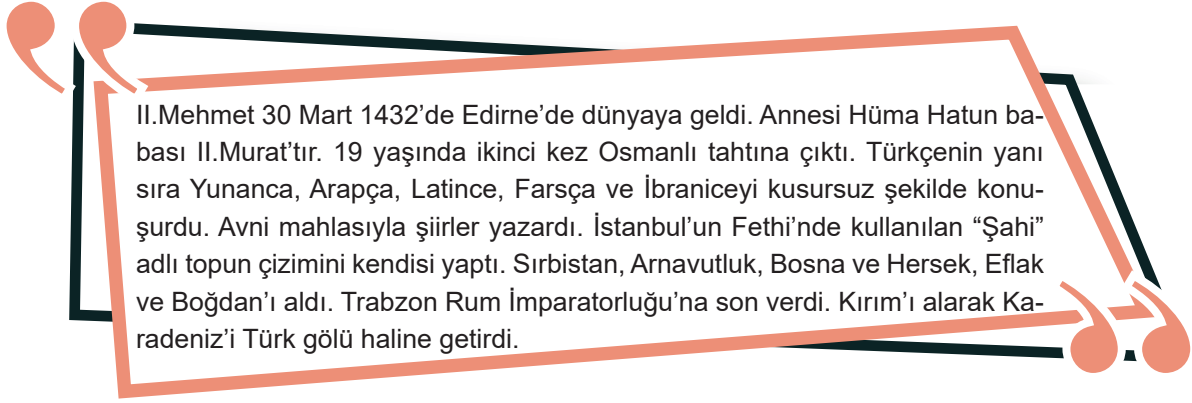 II.Mehmet 30 Mart 1432’de Edirne’de dünyaya geldi. Annesi Hüma Hatun ba-
bası II.Murat’tır. 19 yaşında ikinci kez Osmanlı tahtına çıktı. Türkçenin yanı
sıra Yunanca, Arapça, Latince, Farsça ve İbraniceyi kusursuz şekilde konu-
şurdu. Avni mahlasıyla şiirler yazardı. İstanbul’un Fethi’nde kullanılan “Şahi”
adlı topun çizimini kendisi yaptı. Sırbistan, Arnavutluk, Bosna ve Hersek, Eflak
ve Boğdan’ı aldı. Trabzon Rum İmparatorluğu’na son verdi. Kırım’ı alarak Ka-
radeniz’i Türk gölü haline getirdi.